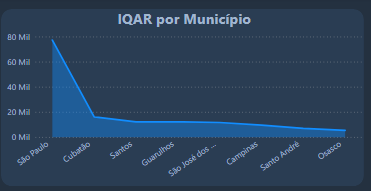 IQAR por Município
80 Mil
60 Mil
40 Mil
20 Mil
0 Mil
São Paulo
Cubatão
Santos
Guarulhos
São José dos ...
Campinas
Santo André
Osasco